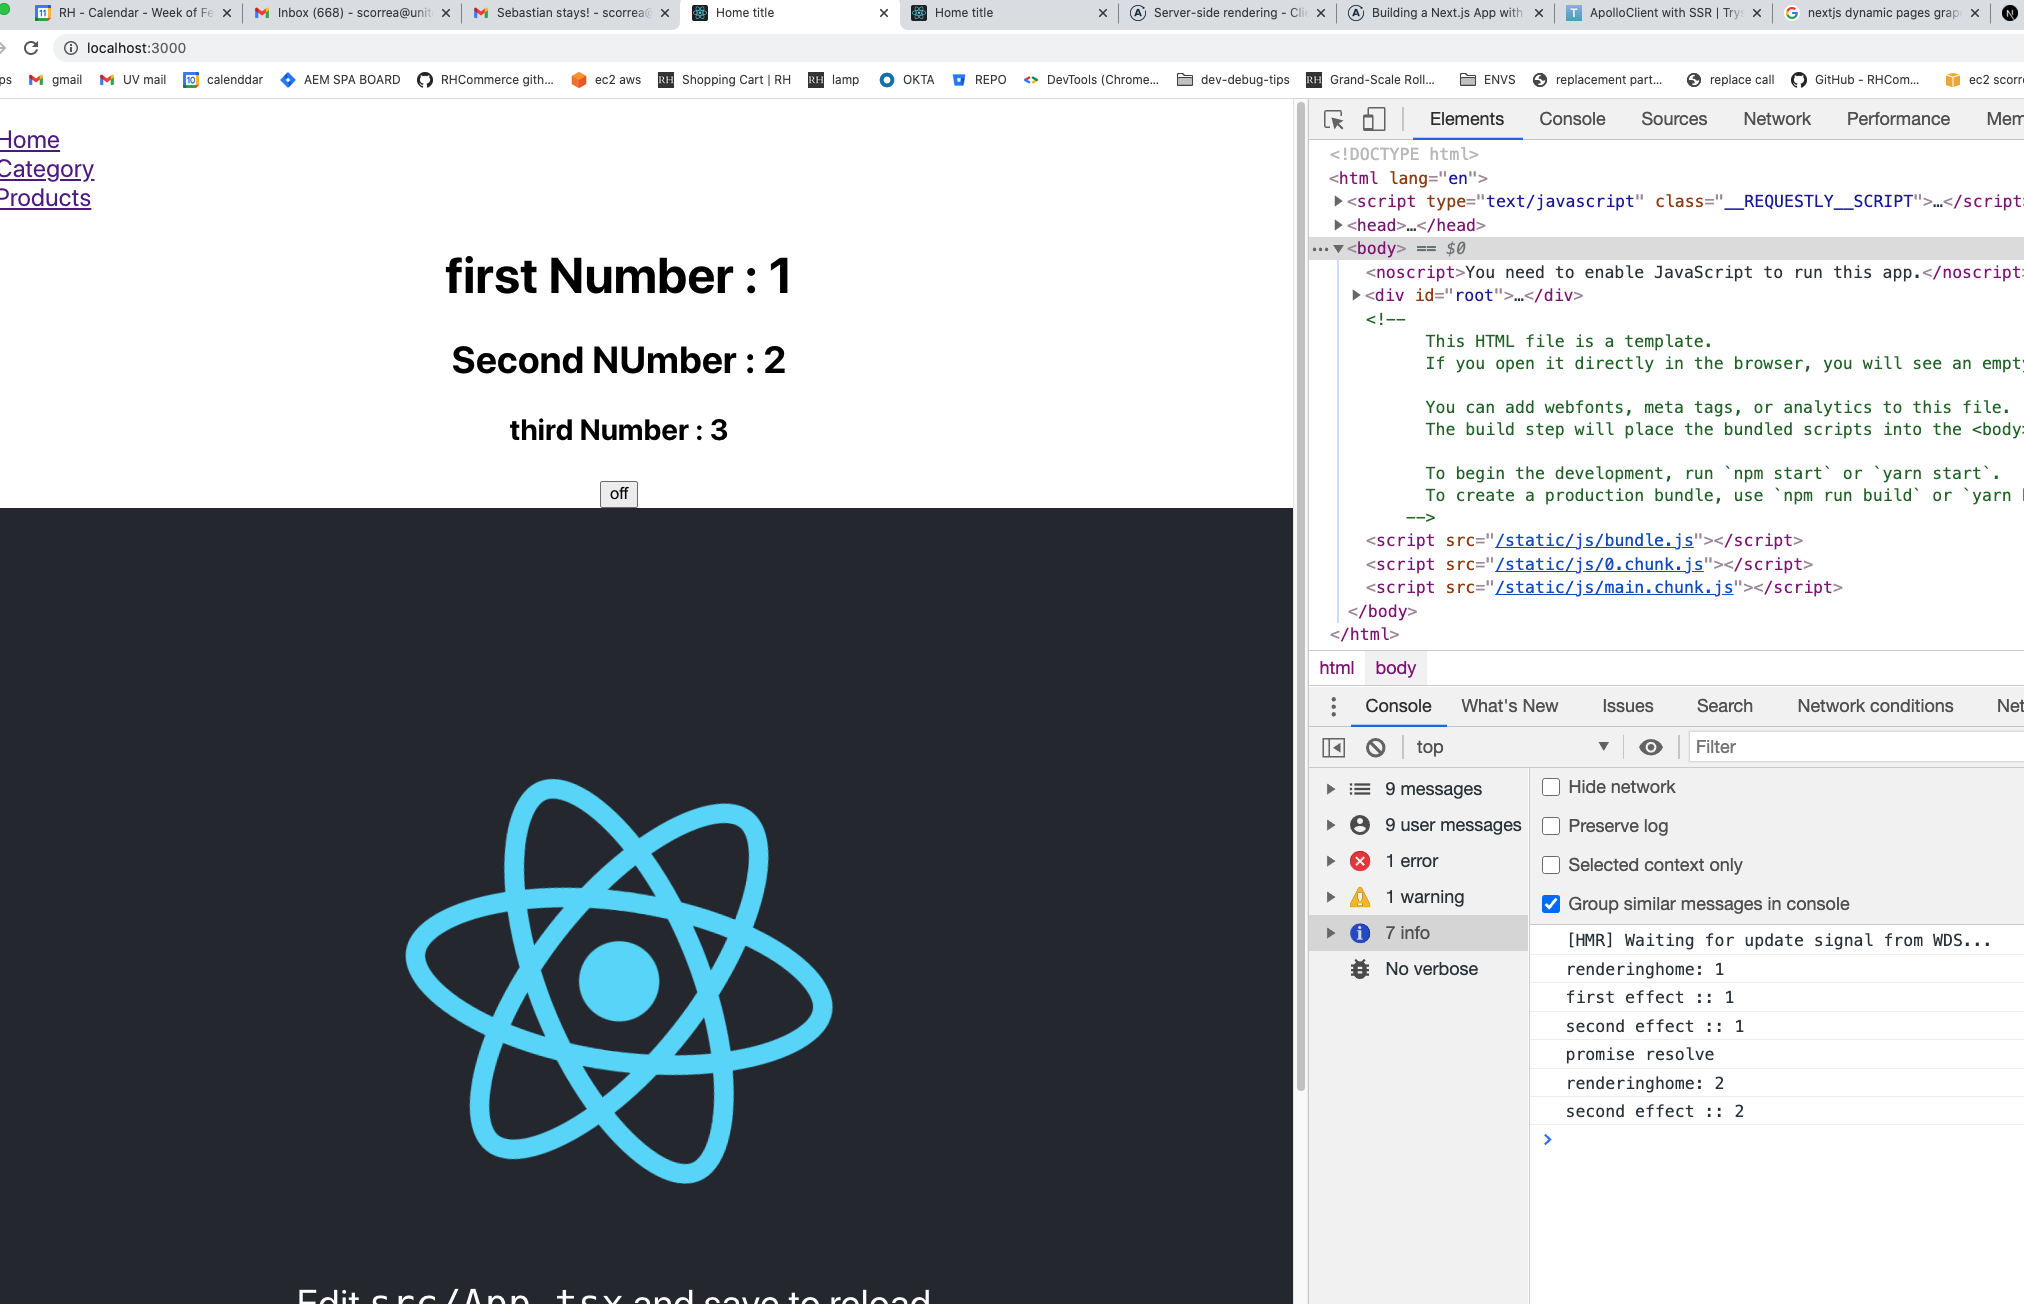 RH - Calendar - Week of Fe
Inbox (668) - scorrea@unit
Sebastian stays! - scorrea@
Home title
Home title
Server-side rendering - Clie
Building a Next.js App with
ApolloClient with SSR | Trys
nextjs dynamic pages grap
localhost:3000
ps
gmail
UV mail
calenddar
AEM SPA BOARD
RHCommerce gith...
ec2 aws
Shopping Cart | RH
lamp
OKTA
REPO
DevTools (Chrome...
dev-debug-tips
Grand-Scale Roll...
ENVS
replacement part...
replace call
GitHub - RHCom...
ec2 scorr
Home
Category
Products
first Number : 1
Second NUmber : 2
third Number : 3
off
Edit src/App.tsx and save to reload
Elements Console Sources Network Performance Mem
<!DOCTYPE html>
<html lang="en">
<script type="text/javascript" class="__REQUESTLY__SCRIPT">…</script>
<head>…</head>
<body> == $0
<noscript>You need to enable JavaScript to run this app.</noscript>
<div id="root">…</div>
<!--
This HTML file is a template.
If you open it directly in the browser, you will see an empty
You can add webfonts, meta tags, or analytics to this file.
The build step will place the bundled scripts into the <body>
To begin the development, run `npm start` or `yarn start`.
To create a production bundle, use `npm run build` or `yarn
-->
<script src="/static/js/bundle.js"></script>
<script src="/static/js/0.chunk.js"></script>
<script src="/static/js/main.chunk.js"></script>
</body>
</html>
html body
Console What's New Issues Search Network conditions Net
top
Filter
9 messages
9 user messages
1 error
1 warning
7 info
No verbose
Hide network
Preserve log
Selected context only
Group similar messages in console
[HMR] Waiting for update signal from WDS...
renderinghome: 1
first effect :: 1
second effect :: 1
promise resolve
renderinghome: 2
second effect :: 2